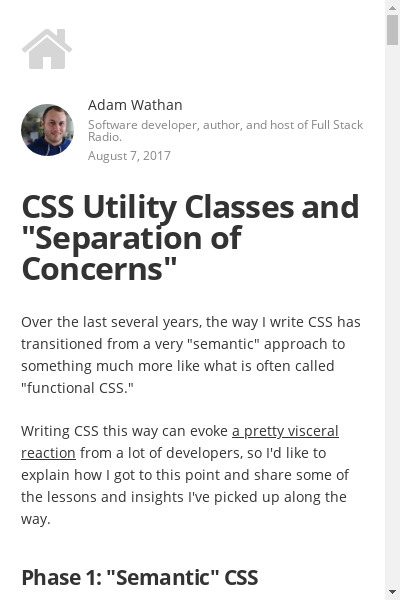 Adam Wathan
Software developer, author, and host of Full Stack
Radio.
August 7, 2017
CSS Utility Classes and
"Separation of
Concerns"
Over the last several years, the way I write CSS has
transitioned from a very "semantic" approach to
something much more like what is often called
"functional CSS."
Writing CSS this way can evoke a pretty visceral
reaction from a lot of developers, so I'd like to
explain how I got to this point and share some of
the lessons and insights I've picked up along the
way.
Phase 1: "Semantic" CSS